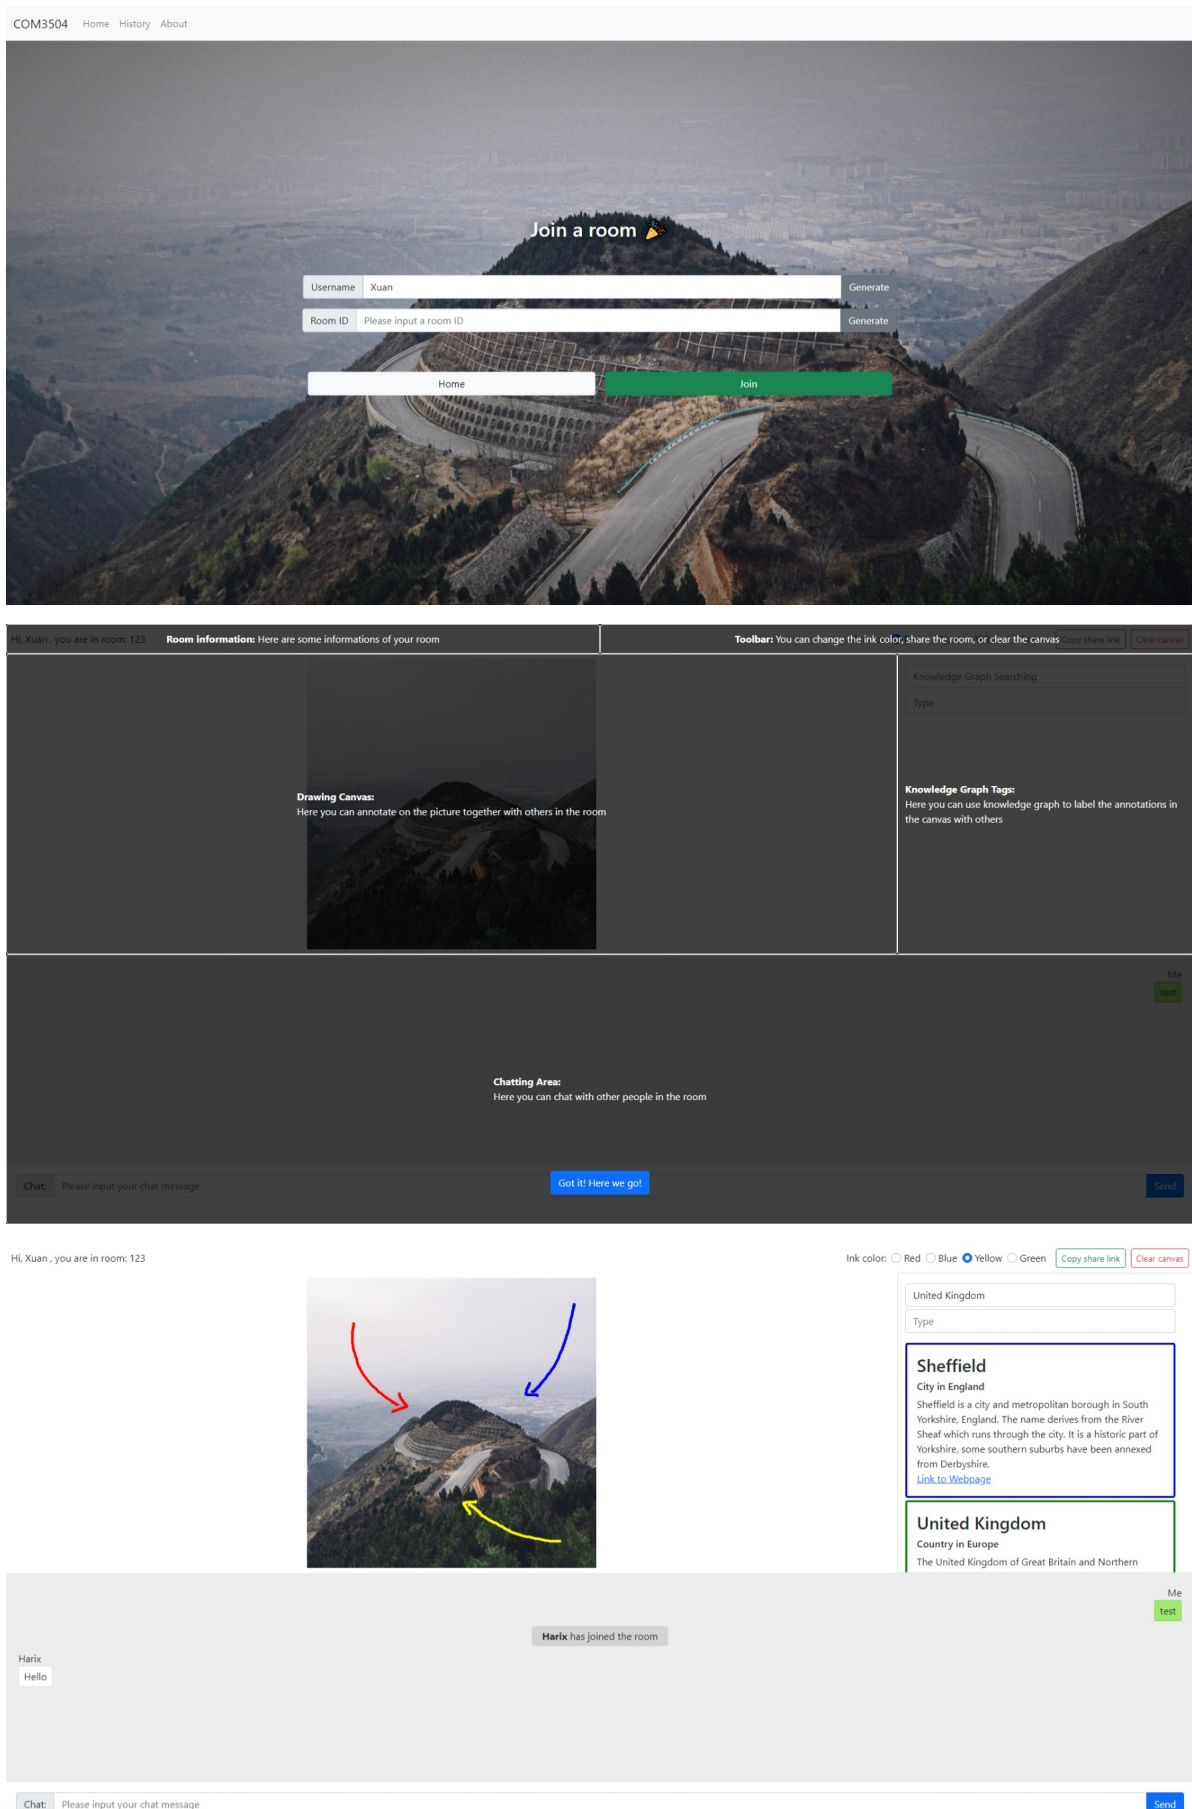 COM3504 Home History About
Join a room 🎉
Username Xuan Generate
Room ID Please input a room ID Generate
Home Join
Hi, Xuan , you are in room: 123 Room information: Here are some informations of your room Toolbar: You can change the ink color, share the room, or clear the canvas Copy share link Clear canvas
Knowledge Graph Searching
Type
Drawing Canvas:
Here you can annotate on the picture together with others in the room
Knowledge Graph Tags:
Here you can use knowledge graph to label the annotations in
the canvas with others
Me
test
Chatting Area:
Here you can chat with other people in the room
Chat: Please input your chat message Got it! Here we go! Send
Hi, Xuan , you are in room: 123 Ink color: Red Blue Yellow Green Copy share link Clear canvas
United Kingdom
Type
Sheffield
City in England
Sheffield is a city and metropolitan borough in South
Yorkshire, England. The name derives from the River
Sheaf which runs through the city. It is a historic part of
Yorkshire, some southern suburbs have been annexed
from Derbyshire.
Link to Webpage
United Kingdom
Country in Europe
The United Kingdom of Great Britain and Northern
Me
test
Harix has joined the room
Harix
Hello
Chat: Please input your chat message Send